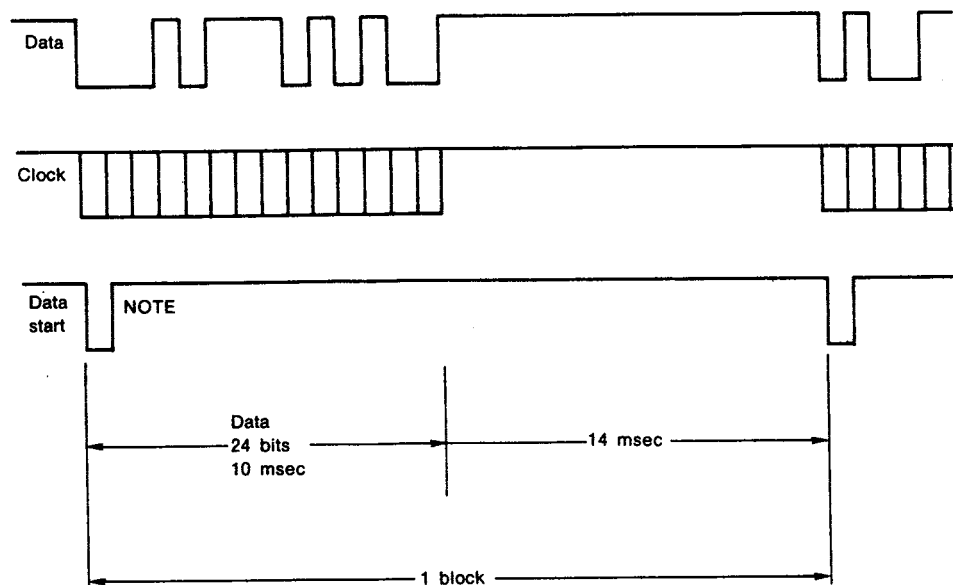 Data
Clock
Data
start
NOTE
Data
24 bits
10 msec
14 msec
1 block